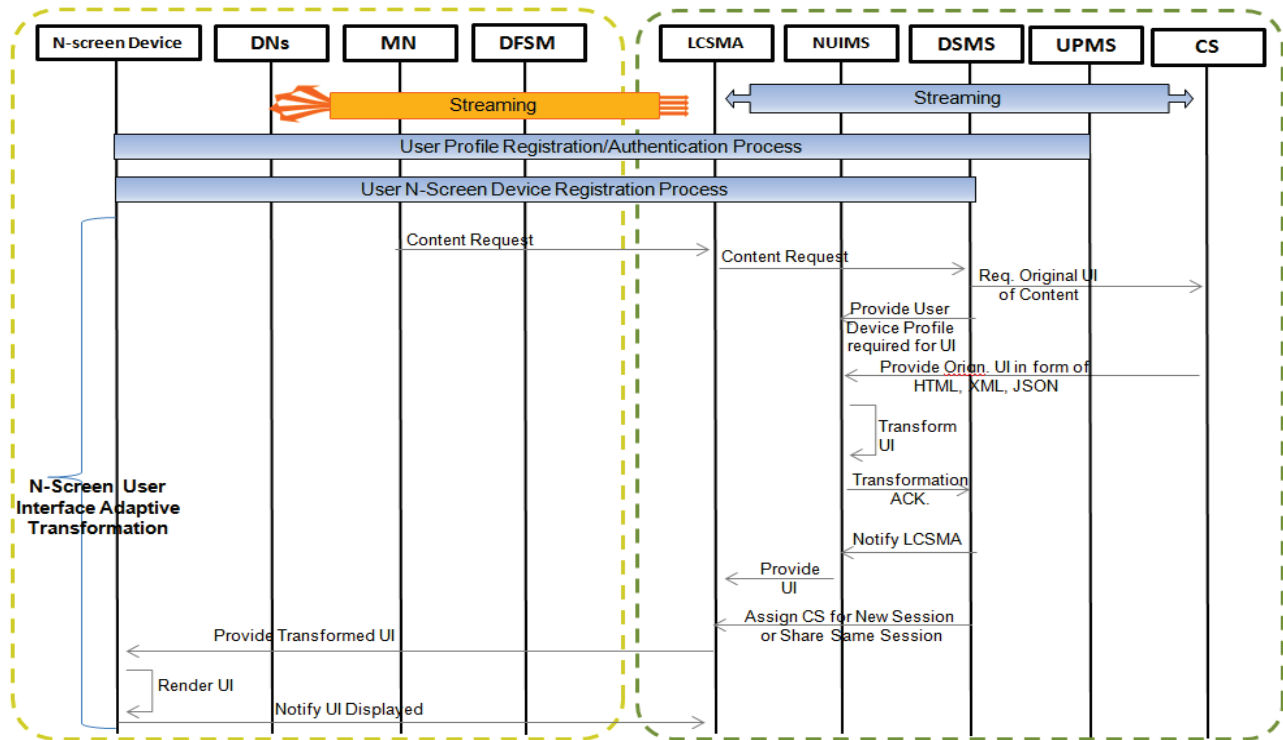 N-screen Device DNs MN DFSM LCSMA NUIMS DSMS UPMS CS
Streaming
Streaming
User Profile Registration/Authentication Process
User N-Screen Device Registration Process
Content Request
Content Request
Req. Original UI
of Content
Provide User
Device Profile
required for UI
Provide Orign. UI in form of
HTML, XML, JSON
Transform
UI
Transformation
ACK.
N-Screen User
Interface Adaptive
Transformation
Notify LCSMA
Provide
UI
Assign CS for New Session
or Share Same Session
Provide Transformed UI
Render UI
Notify UI Displayed